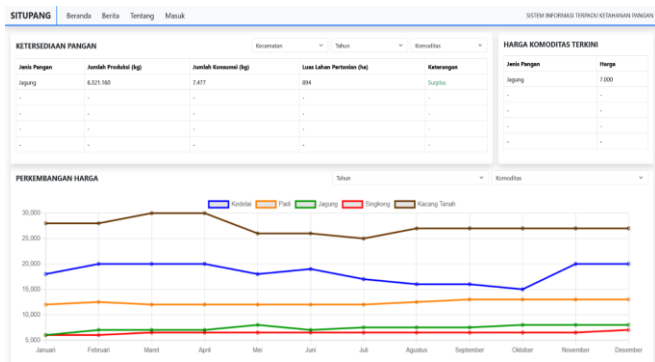 SITUPANG Beranda Berita Tentang Masuk SISTEM INFORMASI TERPADU KETAHANAN PANGAN
KETERSEDIAAN PANGAN Kecamatan Tahun Komoditas
Jenis Pangan Jumlah Produksi (kg) Jumlah Konsumsi (kg) Luas Lahan Pertanian (ha) Keterangan
Jagung 6.321.160 7.477 894 Surplus
- - - - -
- - - - -
- - - - -
- - - - -
HARGA KOMODITAS TERKINI
Jenis Pangan Harga
Jagung 7.000
- -
- -
- -
- -
PERKEMBANGAN HARGA Tahun Komoditas
Kedelai Padi Jagung Singkong Kacang Tanah
30,000
25,000
20,000
15,000
10,000
5,000
Januari Februari Maret April Mei Juni Juli Agustus September Oktober November Desember